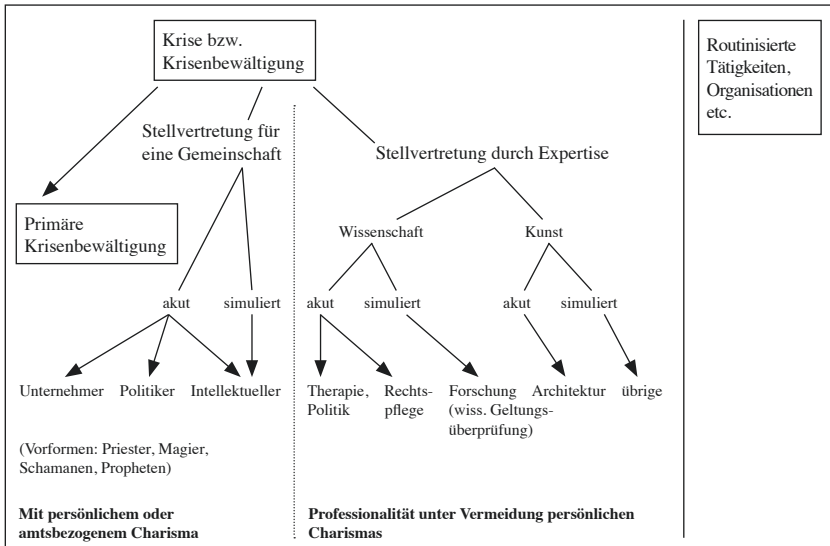 Krise bzw.
Krisenbewältigung
Routinisierte
Tätigkeiten,
Organisationen
etc.
Stellvertretung für
eine Gemeinschaft
Stellvertretung durch Expertise
Primäre
Krisenbewältigung
Wissenschaft
Kunst
akut
simuliert
akut
simuliert
akut
simuliert
Unternehmer
Politiker
Intellektueller
Therapie,
Politik
Rechts-
pflege
Forschung
(wiss. Geltungs-
überprüfung)
Architektur
übrige
(Vorformen: Priester, Magier,
Schamanen, Propheten)
Mit persönlichem oder
amtsbezogenem Charisma
Professionalität unter Vermeidung persönlichen
Charismas